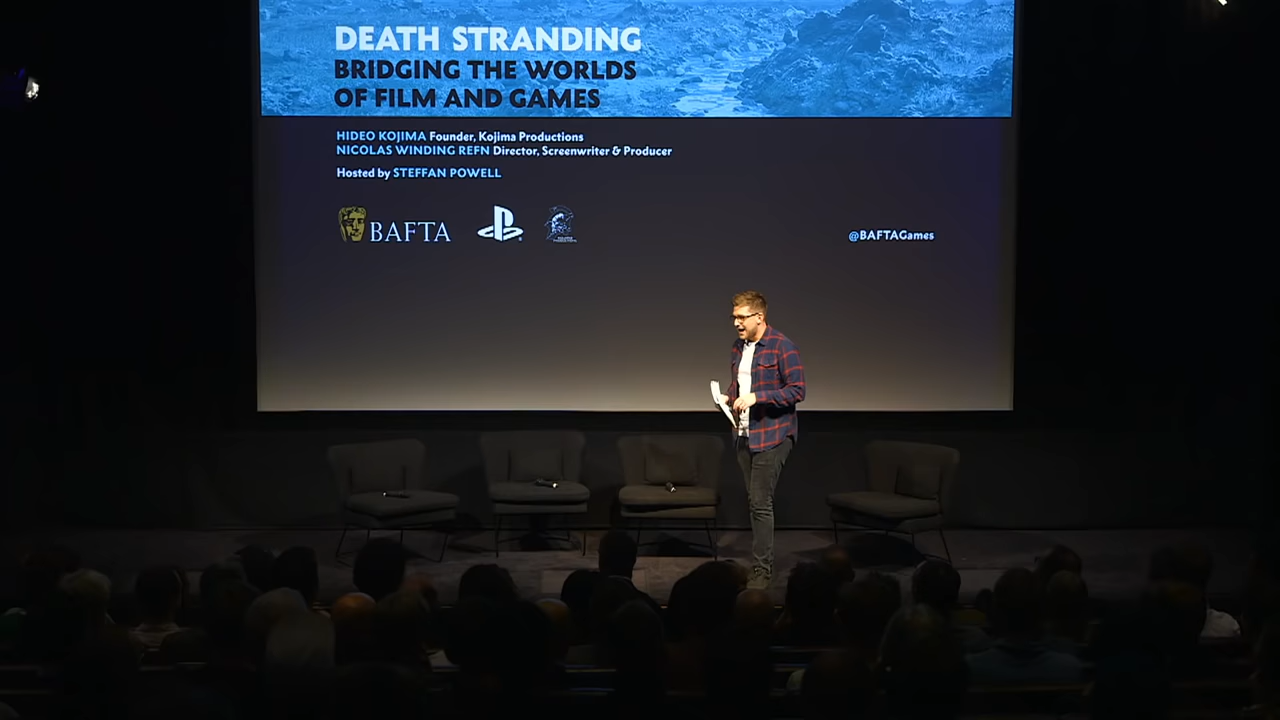 DEATH STRANDING
BRIDGING THE WORLDS
OF FILM AND GAMES
HIDEO KOJIMA Founder, Kojima Productions
NICOLAS WINDING REFN Director, Screenwriter & Producer
Hosted by STEFFAN POWELL
BAFTA
@BAFTAGames